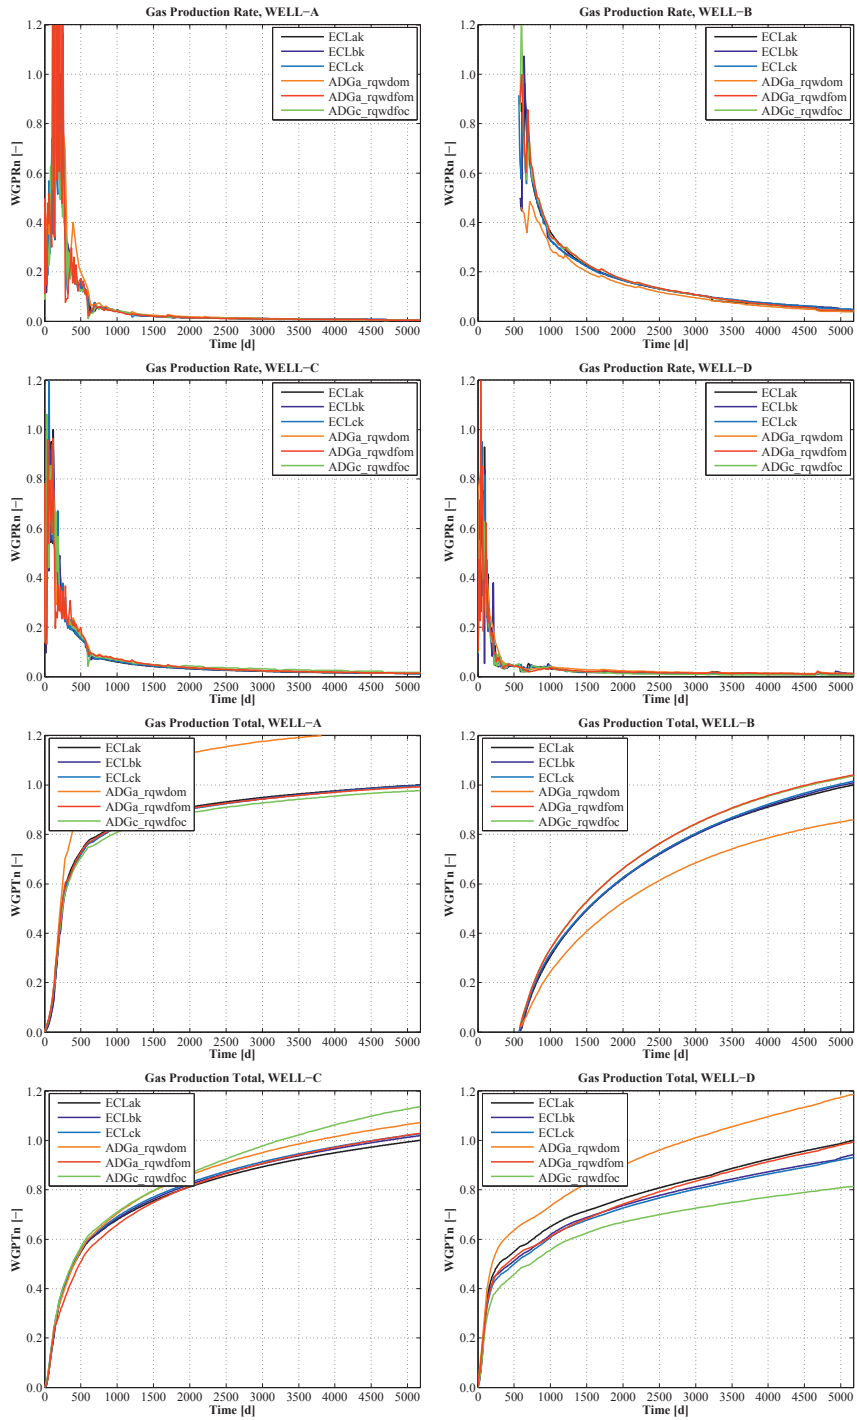 Gas Production Rate, WELL−A
1.2
1.0
0.8
0.6
0.4
0.2
0.0
WGPRn [−]
0 500 1000 1500 2000 2500 3000 3500 4000 4500 5000
Time [d]
ECLak
ECLbk
ECLck
ADGa_rqwdom
ADGa_rqwdfom
ADGc_rqwdfoc
Gas Production Rate, WELL−B
1.2
1.0
0.8
0.6
0.4
0.2
0.0
WGPRn [−]
0 500 1000 1500 2000 2500 3000 3500 4000 4500 5000
Time [d]
ECLak
ECLbk
ECLck
ADGa_rqwdom
ADGa_rqwdfom
ADGc_rqwdfoc
Gas Production Rate, WELL−C
1.2
1.0
0.8
0.6
0.4
0.2
0.0
WGPRn [−]
0 500 1000 1500 2000 2500 3000 3500 4000 4500 5000
Time [d]
ECLak
ECLbk
ECLck
ADGa_rqwdom
ADGa_rqwdfom
ADGc_rqwdfoc
Gas Production Rate, WELL−D
1.2
1.0
0.8
0.6
0.4
0.2
0.0
WGPRn [−]
0 500 1000 1500 2000 2500 3000 3500 4000 4500 5000
Time [d]
ECLak
ECLbk
ECLck
ADGa_rqwdom
ADGa_rqwdfom
ADGc_rqwdfoc
Gas Production Total, WELL−A
1.2
1.0
0.8
0.6
0.4
0.2
0.0
WGPTn [−]
0 500 1000 1500 2000 2500 3000 3500 4000 4500 5000
Time [d]
ECLak
ECLbk
ECLck
ADGa_rqwdom
ADGa_rqwdfom
ADGc_rqwdfoc
Gas Production Total, WELL−B
1.2
1.0
0.8
0.6
0.4
0.2
0.0
WGPTn [−]
0 500 1000 1500 2000 2500 3000 3500 4000 4500 5000
Time [d]
ECLak
ECLbk
ECLck
ADGa_rqwdom
ADGa_rqwdfom
ADGc_rqwdfoc
Gas Production Total, WELL−C
1.2
1.0
0.8
0.6
0.4
0.2
0.0
WGPTn [−]
0 500 1000 1500 2000 2500 3000 3500 4000 4500 5000
Time [d]
ECLak
ECLbk
ECLck
ADGa_rqwdom
ADGa_rqwdfom
ADGc_rqwdfoc
Gas Production Total, WELL−D
1.2
1.0
0.8
0.6
0.4
0.2
0.0
WGPTn [−]
0 500 1000 1500 2000 2500 3000 3500 4000 4500 5000
Time [d]
ECLak
ECLbk
ECLck
ADGa_rqwdom
ADGa_rqwdfom
ADGc_rqwdfoc